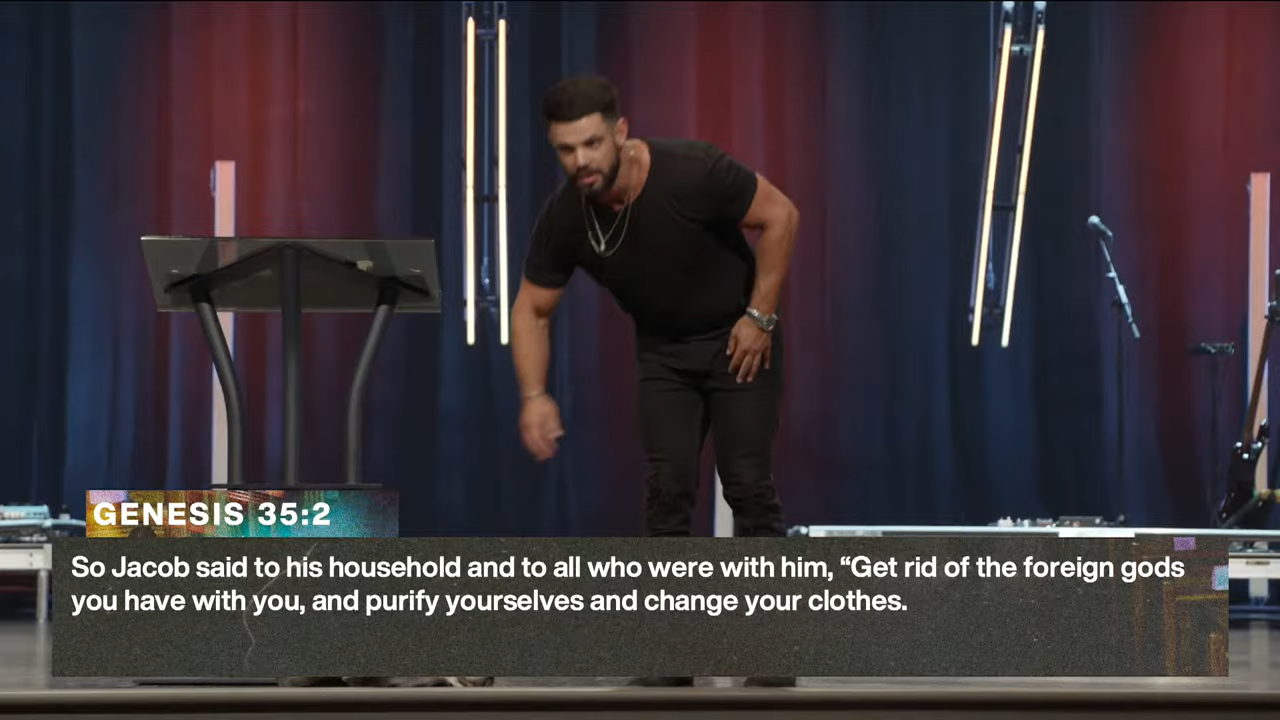 GENESIS 35:2
So Jacob said to his household and to all who were with him, “Get rid of the foreign gods
you have with you, and purify yourselves and change your clothes.